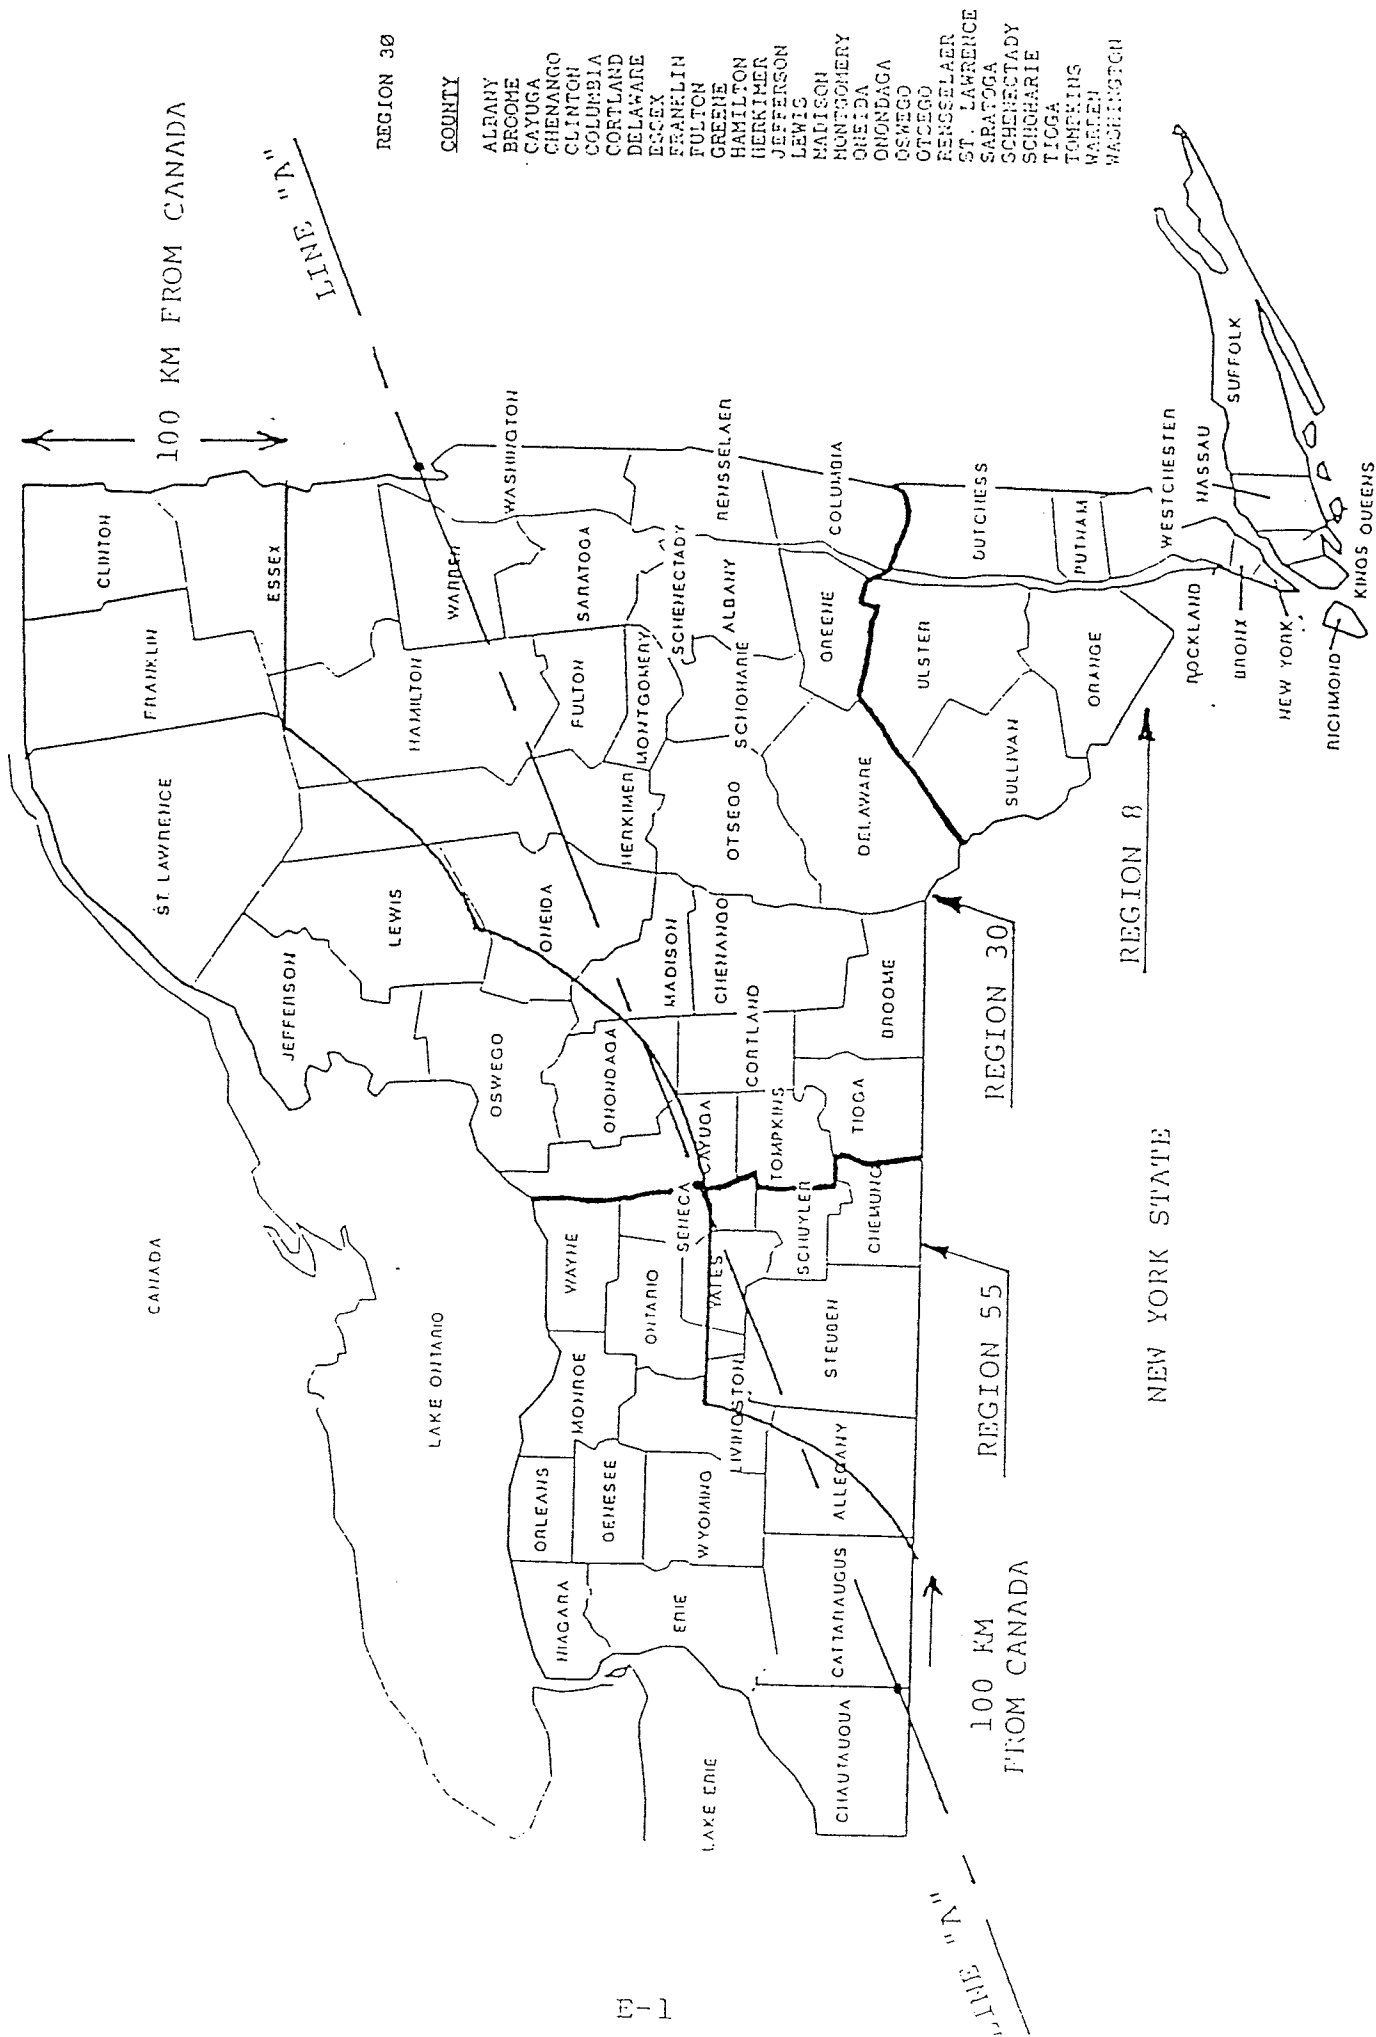 100 KM FROM CANADA
LINE "A"
REGION 30
COUNTY
ALBANY
BROOME
CAYUGA
CHENANGO
CLINTON
COLUMBIA
CORTLAND
DELAWARE
ESSEX
FRANKLIN
FULTON
GREENE
HAMILTON
HERKIMER
JEFFERSON
LEWIS
MADISON
MONTGOMERY
ONEIDA
ONONDAGA
OSWEGO
OTSEGO
RENSSELAER
ST. LAWRENCE
SARATOGA
SCHENECTADY
SCHOHARIE
TIOGA
TOMPKINS
WARREN
WASHINGTON
CLINTON
FRANKLIN
ST. LAWRENCE
ESSEX
HAMILTON
WARREN
WASHINGTON
LEWIS
JEFFERSON
ONEIDA
HERKIMER
FULTON
SARATOGA
MONTGOMERY
SCHENECTADY
RENSSELAER
ALBANY
SCHOHARIE
OTSEGO
MADISON
CHENANGO
ONONDAGA
OSWEGO
CORTLAND
CAYUGA
TOMPKINS
TIOGA
BROOME
DELAWARE
GREENE
COLUMBIA
ULSTER
SULLIVAN
ORANGE
DUTCHESS
PUTNAM
WESTCHESTER
ROCKLAND
BRONX
NEW YORK
RICHMOND
KINGS
QUEENS
NASSAU
SUFFOLK
CANADA
LAKE ONTARIO
LAKE ERIE
WAYNE
SENECA
ONTARIO
YATES
SCHUYLER
CHEMUNG
STEUBEN
MONROE
LIVINGSTON
ORLEANS
GENESEE
WYOMING
ALLEGANY
NIAGARA
ERIE
CATTARAUGUS
CHAUTAUQUA
REGION 8
REGION 30
REGION 55
NEW YORK STATE
100 KM
FROM CANADA
LINE "A"
E-1